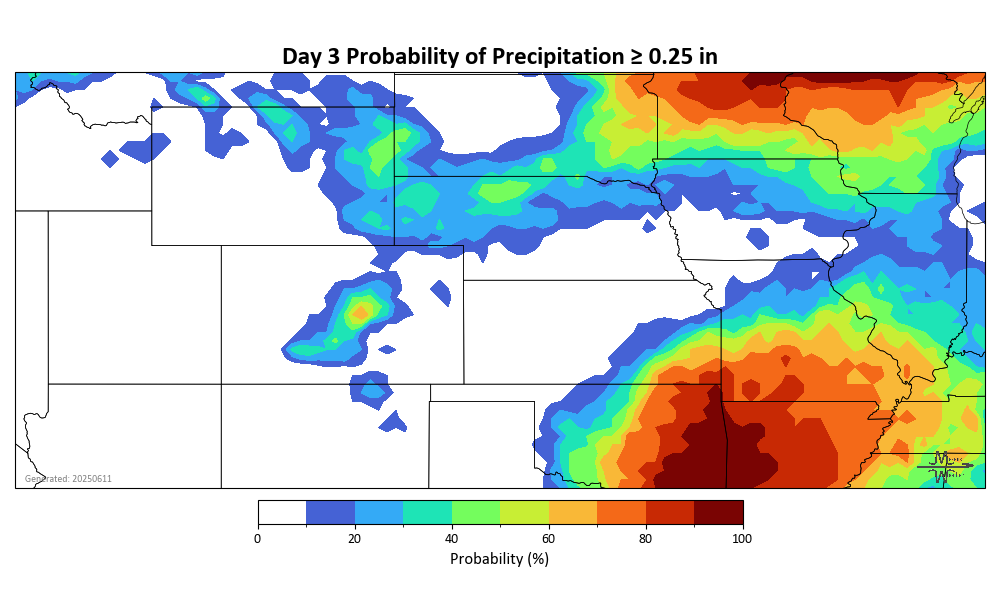 Day 3 Probability of Precipitation ≥ 0.25 in
Generated: 20250611
0 20 40 60 80 100
Probability (%)